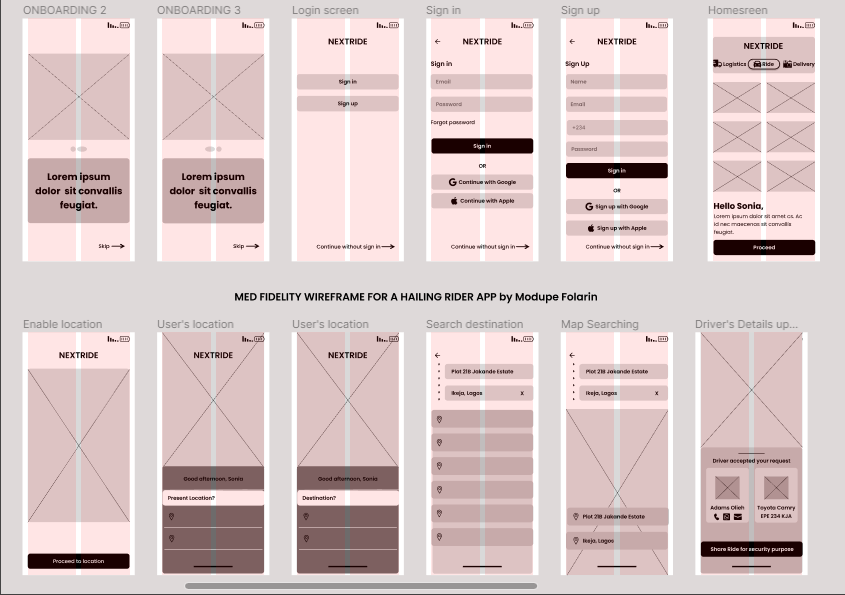 ONBOARDING 2
Lorem ipsum
dolor sit convallis
feugiat.
Skip
ONBOARDING 3
Lorem ipsum
dolor sit convallis
feugiat.
Skip
Login screen
NEXTRIDE
Sign in
Sign up
Continue without sign in
Sign in
NEXTRIDE
Sign in
Email
Password
Forgot password
Sign in
OR
Continue with Google
Continue with Apple
Continue without sign in
Sign up
NEXTRIDE
Sign Up
Name
Email
+234
Password
Sign in
OR
Sign up with Google
Sign up with Apple
Continue without sign in
Homesreen
NEXTRIDE
Logistics Ride Delivery
Hello Sonia,
Lorem ipsum dolor sit amet cs. Ac
id nec maecenas sit convallis
feugiat.
Proceed
MED FIDELITY WIREFRAME FOR A HAILING RIDER APP by Modupe Folarin
Enable location
NEXTRIDE
Proceed to location
User's location
NEXTRIDE
Good afternoon, Sonia
Present Location?
User's location
NEXTRIDE
Good afternoon, Sonia
Destination?
Search destination
Plot 21B Jakande Estate
Ikeja, Lagos X
Map Searching
Plot 21B Jakande Estate
Ikeja, Lagos X
Plot 21B Jakande Estate
Ikeja, Lagos
Driver's Details up...
Driver accepted your request
Adams Olieh
Toyota Camry
EPE 234 KJA
Share Ride for security purpose